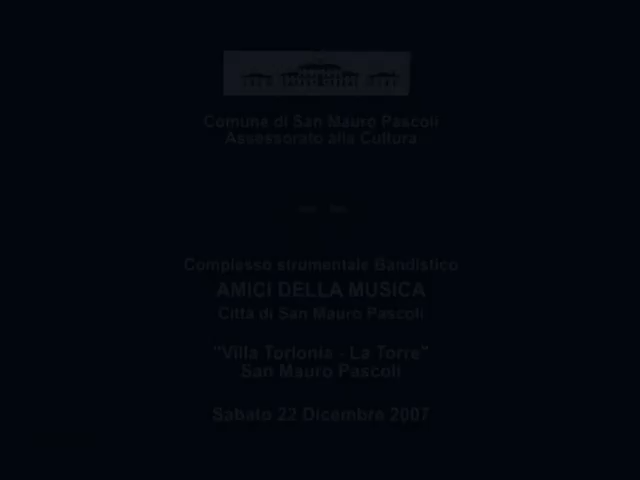 Comune di San Mauro Pascoli
Assessorato alla Cultura
Complesso strumentale Bandistico
AMICI DELLA MUSICA
Città di San Mauro Pascoli
"Villa Torlonia - La Torre"
San Mauro Pascoli
Sabato 22 Dicembre 2007